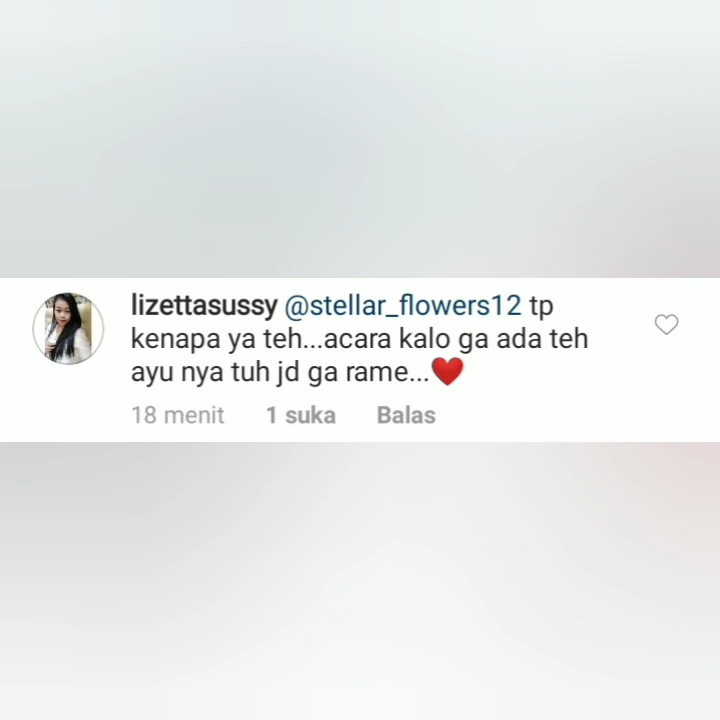 lizettasussy @stellar_flowers12 tp
kenapa ya teh...acara kalo ga ada teh
ayu nya tuh jd ga rame...❤️
18 menit 1 suka Balas